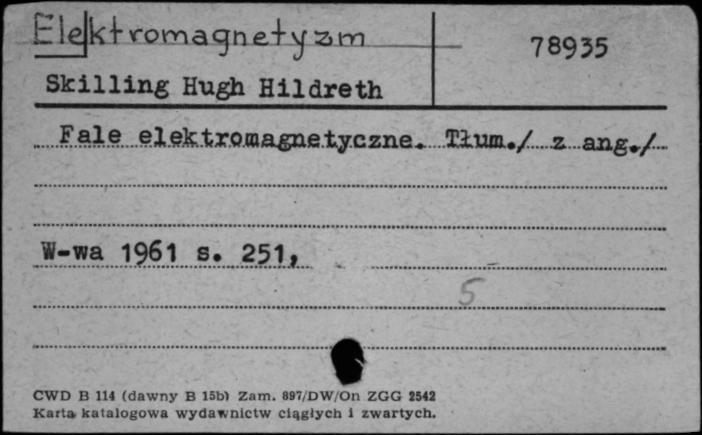 Elektromagnetyzm
78935
Skilling Hugh Hildreth
Fale elektromagnetyczne. Tłum./ z ang./
W-wa 1961 s. 251,
5
CWD B 114 (dawny B 15b) Zam. 897/DW/On ZGG 2542
Karta katalogowa wydawnictw ciągłych i zwartych.